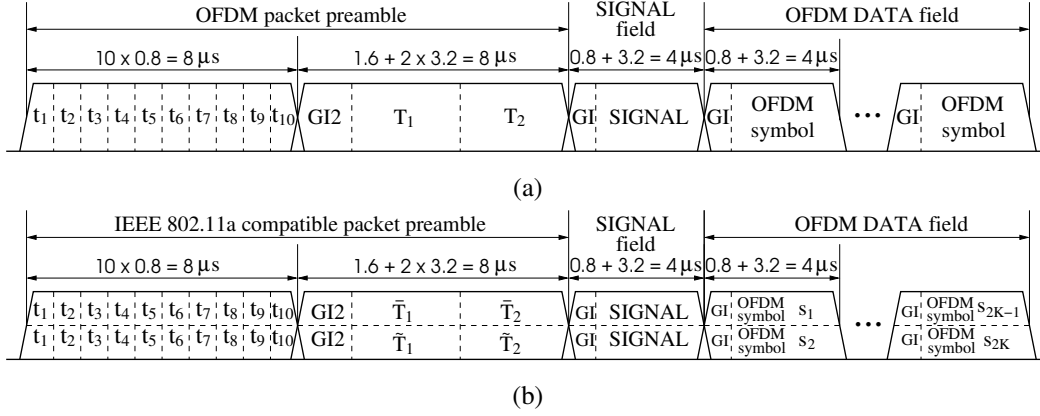 OFDM packet preamble SIGNAL field OFDM DATA field
10 x 0.8 = 8 μs 1.6 + 2 x 3.2 = 8 μs 0.8 + 3.2 = 4 μs 0.8 + 3.2 = 4 μs
t1 t2 t3 t4 t5 t6 t7 t8 t9 t10 GI2 T1 T2 GI SIGNAL GI OFDM symbol ••• GI OFDM symbol
(a)
IEEE 802.11a compatible packet preamble SIGNAL field OFDM DATA field
10 x 0.8 = 8 μs 1.6 + 2 x 3.2 = 8 μs 0.8 + 3.2 = 4 μs 0.8 + 3.2 = 4 μs
t1 t2 t3 t4 t5 t6 t7 t8 t9 t10 GI2 T̄1 T̄2 GI SIGNAL GI OFDM symbol s1 ••• GI OFDM symbol s2K−1
t1 t2 t3 t4 t5 t6 t7 t8 t9 t10 GI2 T̃1 T̃2 GI SIGNAL GI OFDM symbol s2 GI OFDM symbol s2K
(b)